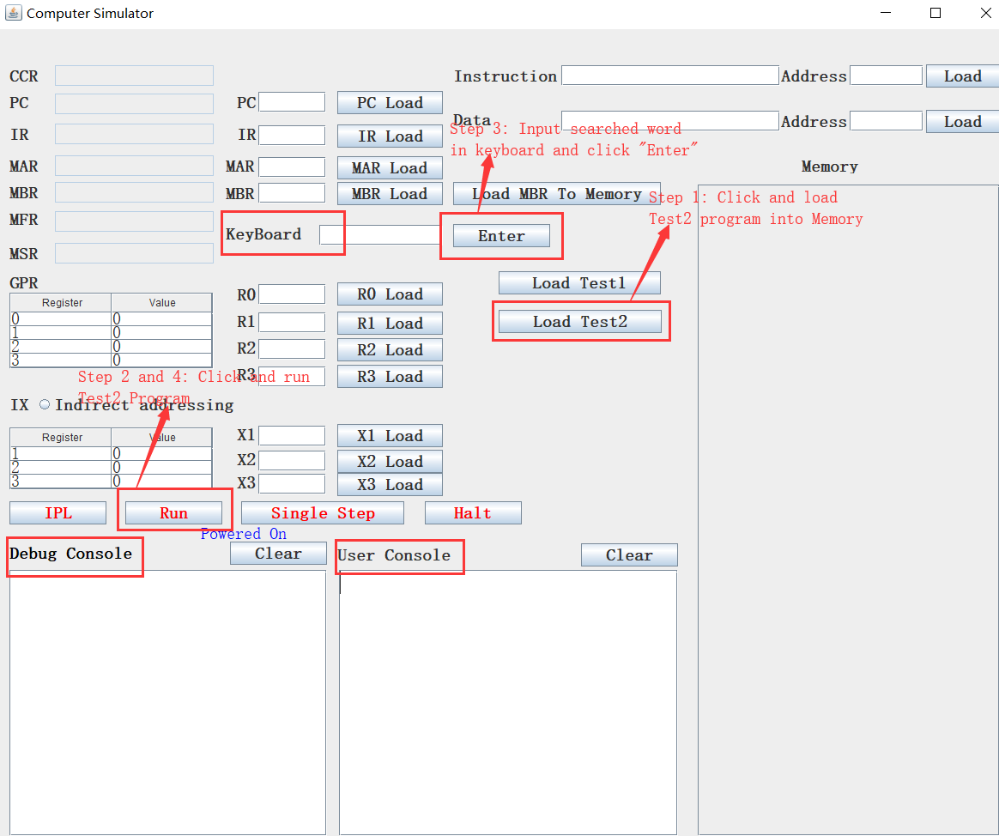 Computer Simulator
CCR
Instruction
Address
Load
PC
PC
PC Load
Data
Address
Load
IR
IR
IR Load
Step 3: Input searched word
in keyboard and click "Enter"
MAR
MAR
MAR Load
Memory
MBR
MBR
MBR Load
Load MBR To Memory
Step 1: Click and load
Test2 program into Memory
MFR
KeyBoard
Enter
MSR
GPR
Load Test1
Register Value
R0
R0 Load
0 0
1 0
R1
R1 Load
Load Test2
2 0
R2
R2 Load
3 0
R3
R3 Load
Step 2 and 4: Click and run
Test2 Program
IX
Indirect addressing
Register Value
X1
X1 Load
1 0
2 0
X2
X2 Load
3 0
X3
X3 Load
IPL
Run
Single Step
Halt
Powered On
Debug Console
Clear
User Console
Clear